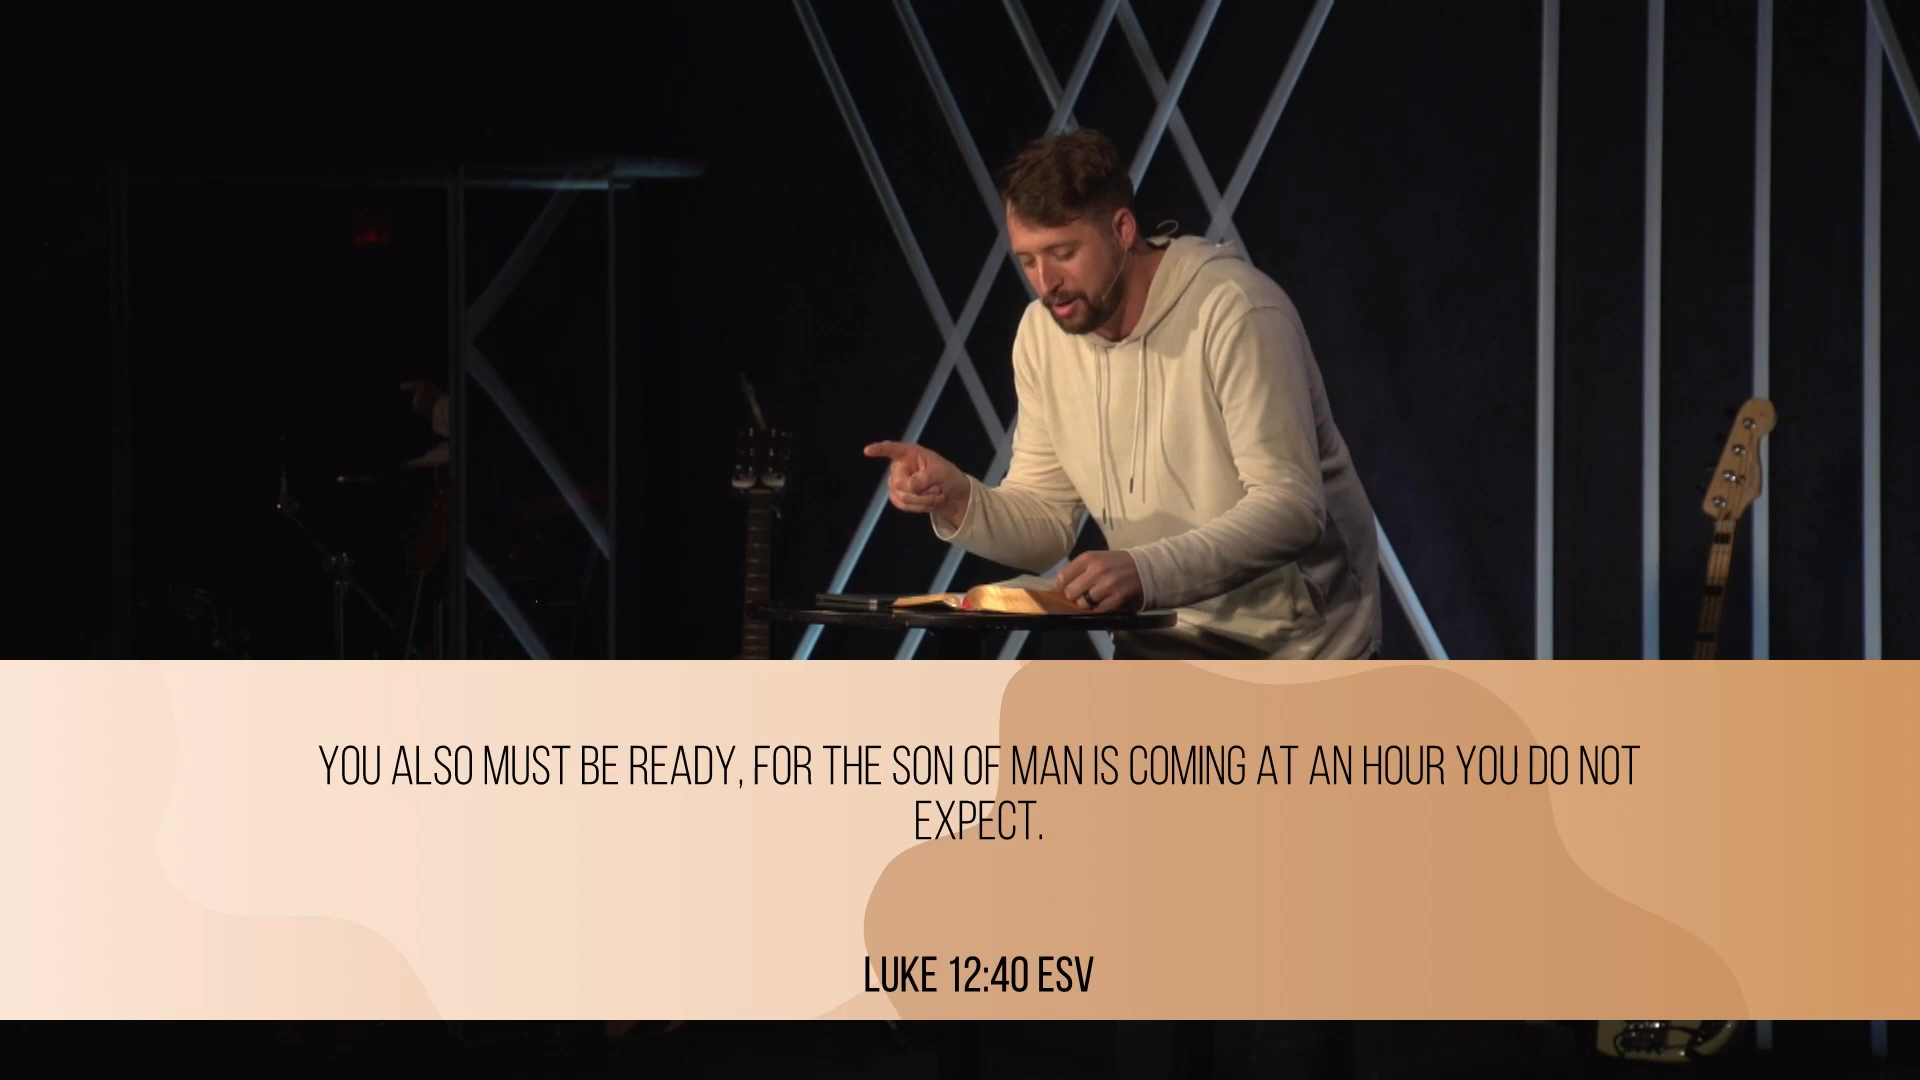 YOU ALSO MUST BE READY, FOR THE SON OF MAN IS COMING AT AN HOUR YOU DO NOT
EXPECT.
LUKE 12:40 ESV